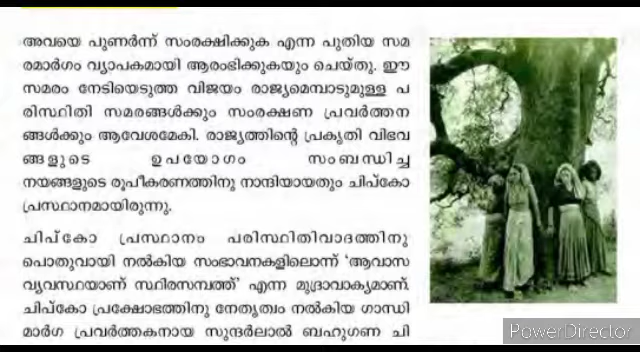 അവയെ പുണർന്ന് സംരക്ഷിക്കുക എന്ന പുതിയ സമ
രമാർഗം വ്യാപകമായി ആരംഭിക്കുകയും ചെയ്തു. ഈ
സമരം നേടിയെടുത്ത വിജയം രാജ്യമെമ്പാടുമുള്ള പ
രിസ്ഥിതി സമരങ്ങൾക്കും സംരക്ഷണ പ്രവർത്തന
ങ്ങൾക്കും ആവേശമേകി. രാജ്യത്തിന്റെ പ്രകൃതി വിഭവ
ങ്ങളുടെ ഉപയോഗം സംബന്ധിച്ച
നയങ്ങളുടെ രൂപീകരണത്തിനു നാന്ദിയായതും ചിപ്കോ
പ്രസ്ഥാനമായിരുന്നു.
ചിപ്കോ പ്രസ്ഥാനം പരിസ്ഥിതിവാദത്തിനു
പൊതുവായി നൽകിയ സംഭാവനകളിലൊന്ന് 'ആവാസ
വ്യവസ്ഥയാണ് സ്ഥിരസമ്പത്ത്' എന്ന മുദ്രാവാക്യമാണ്.
ചിപ്കോ പ്രക്ഷോഭത്തിനു നേതൃത്വം നൽകിയ ഗാന്ധി
മാർഗ പ്രവർത്തകനായ സുന്ദർലാൽ ബഹുഗുണ ചി
PowerDirector